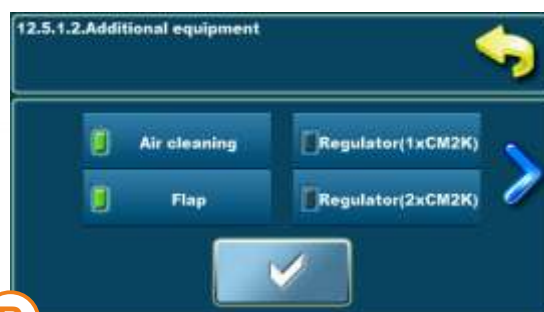 12.5.1.2.Additional equipment
Air cleaning
Regulator(1xCM2K)
Flap
Regulator(2xCM2K)